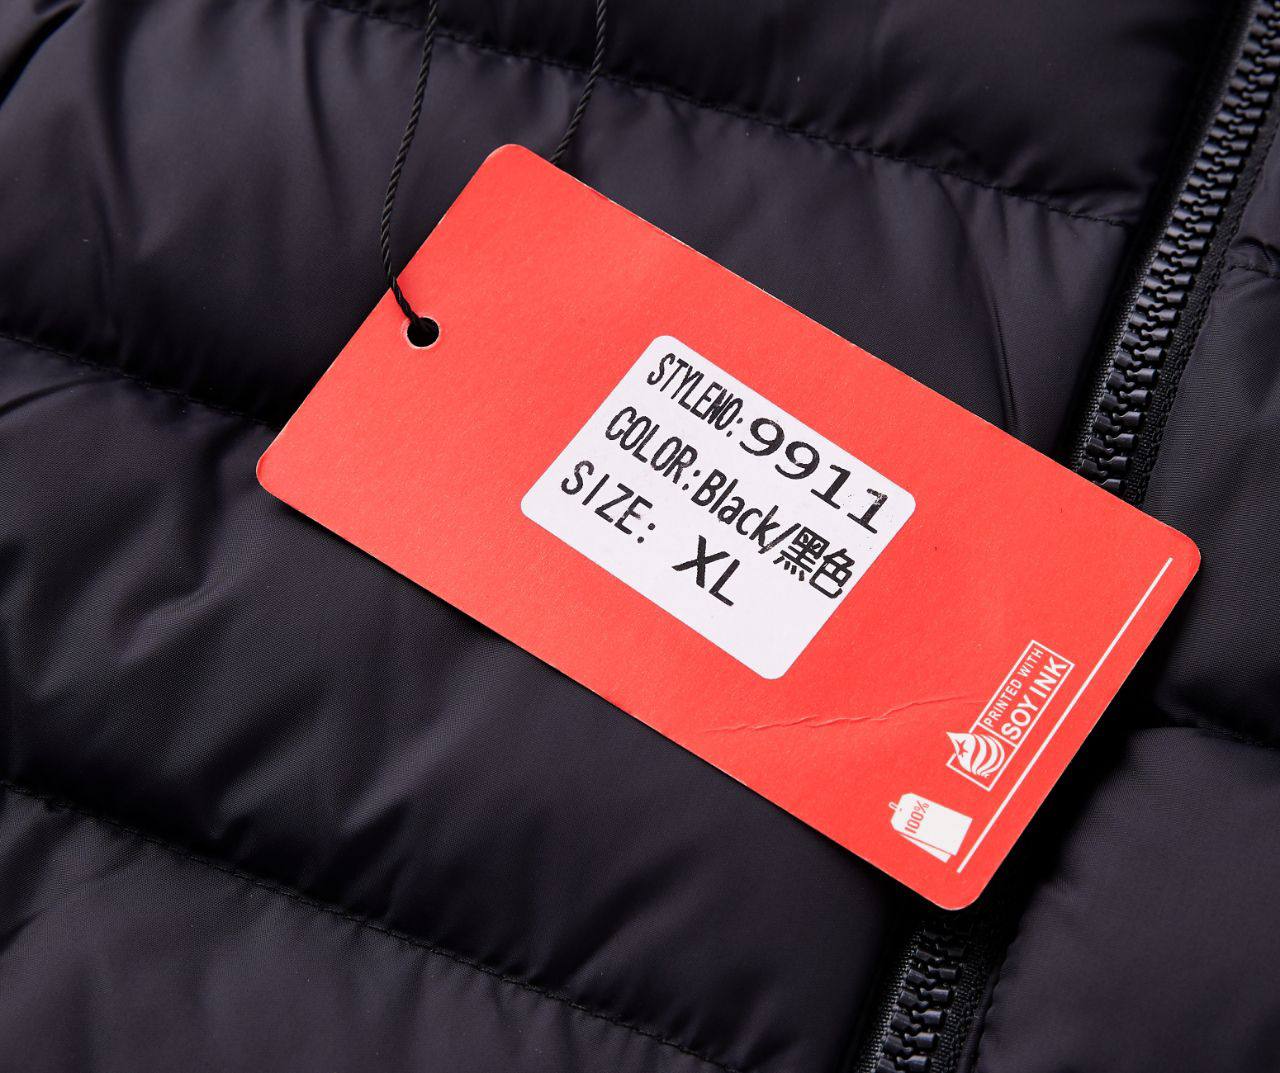 STYLENO:9911
COLOR:Black/黑色
SIZE: XL
PRINTED WITH
SOY INK
100%